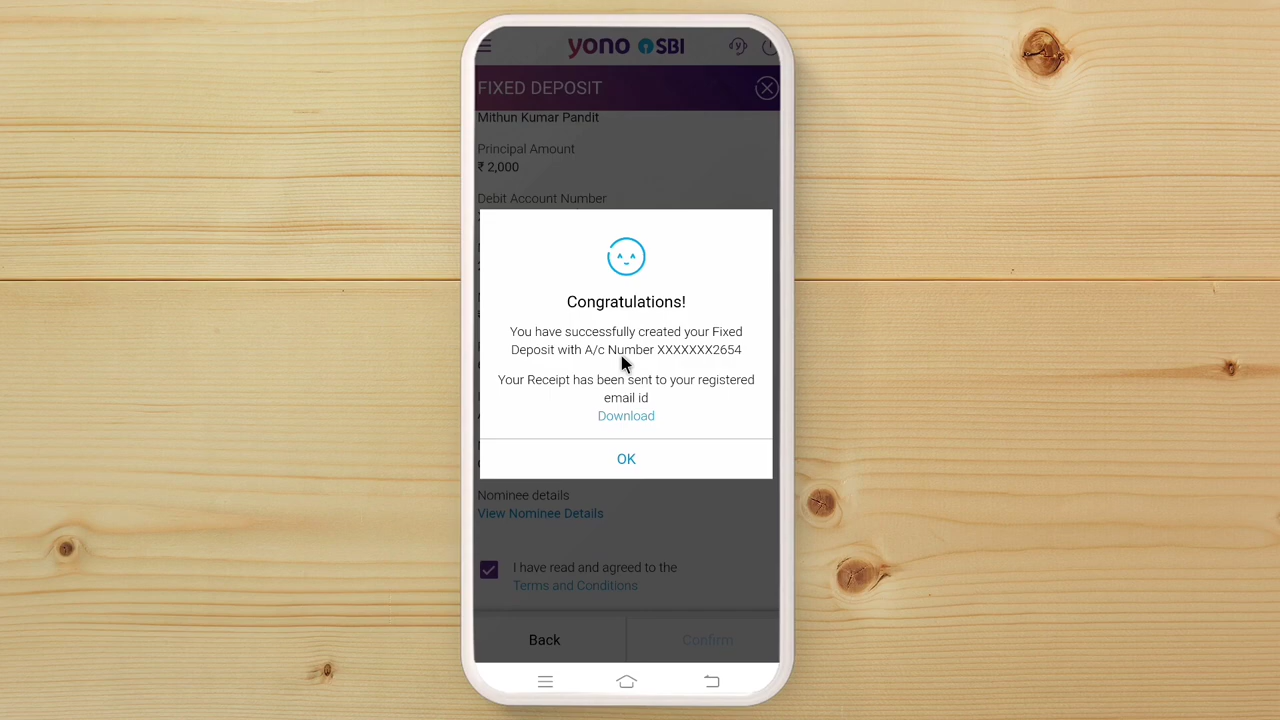 yono SBI
FIXED DEPOSIT
Mithun Kumar Pandit
Principal Amount
₹ 2,000
Debit Account Number
Congratulations!
You have successfully created your Fixed
Deposit with A/c Number XXXXXXX2654
Your Receipt has been sent to your registered
email id
Download
OK
Nominee details
View Nominee Details
I have read and agreed to the
Terms and Conditions
Back
Confirm